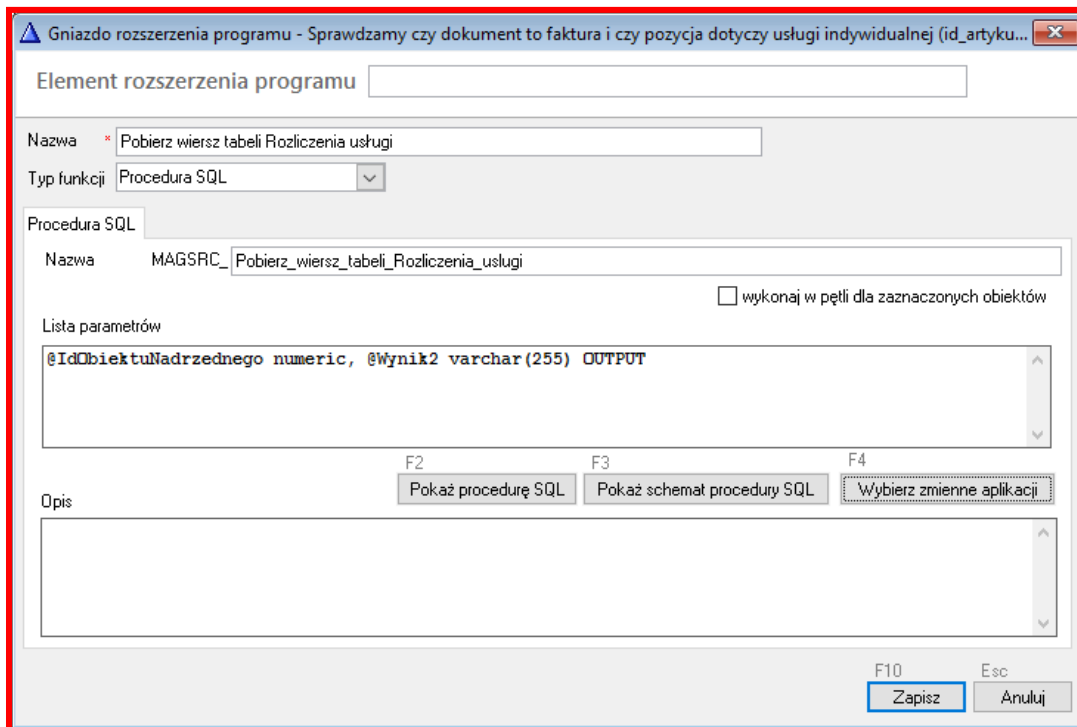 Gniazdo rozszerzenia programu - Sprawdzamy czy dokument to faktura i czy pozycja dotyczy usługi indywidualnej (id_artyku...
Element rozszerzenia programu
Nazwa * Pobierz wiersz tabeli Rozliczenia usługi
Typ funkcji Procedura SQL
Procedura SQL
Nazwa MAGSRC_ Pobierz_wiersz_tabeli_Rozliczenia_uslugi
wykonaj w pętli dla zaznaczonych obiektów
Lista parametrów
@IdObiektuNadrzednego numeric, @Wynik2 varchar(255) OUTPUT
F2 F3 F4
Pokaż procedurę SQL Pokaż schemat procedury SQL Wybierz zmienne aplikacji
Opis
F10 Esc
Zapisz Anuluj